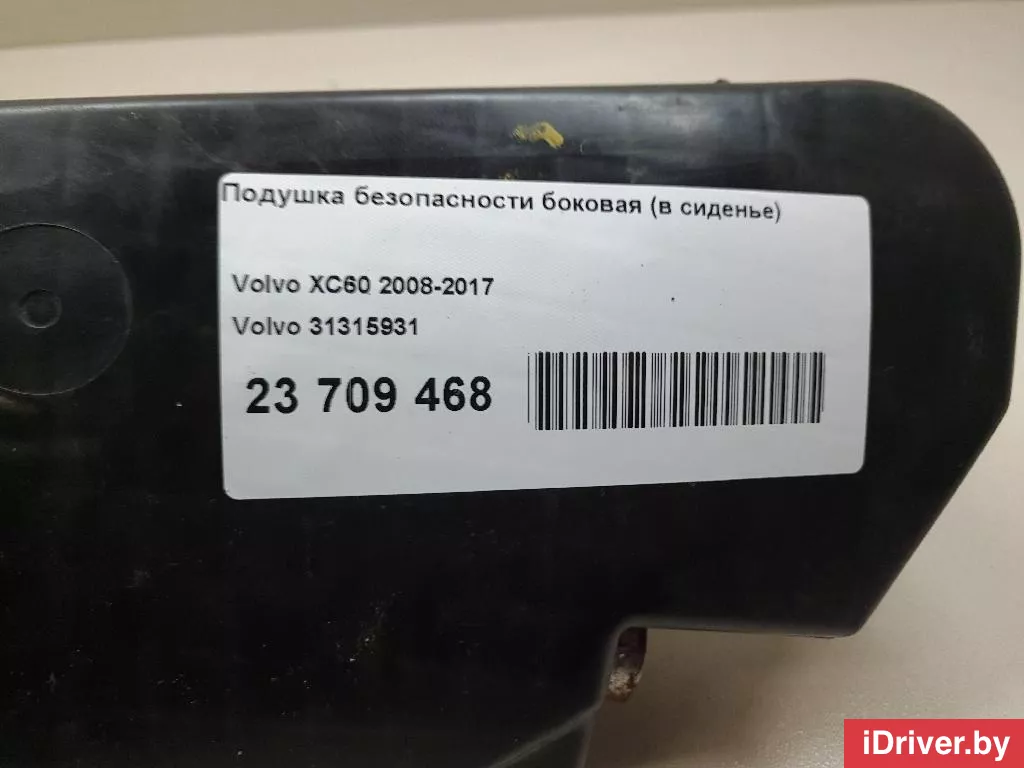 Подушка безопасности боковая (в сиденье)
Volvo XC60 2008-2017
Volvo 31315931
23 709 468
iDriver.by